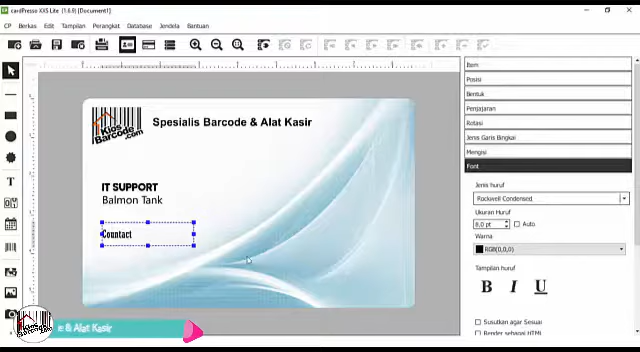 cardPresso XXS Lite (1.6) [Document1]
CP Berkas Edit Tampilan Perangkat Database Jendela Bantuan
Item
Posisi
Bentuk
Penjajaran
Rotasi
Jenis Garis Bingkai
Mengisi
Font
Jenis huruf
Rockwell Condensed
Ukuran Huruf
8,0 pt Auto
Warna
RGB(0,0,0)
Tampilan huruf
B I U
Susutkan agar Sesuai
Render sebagai HTML
Kios
Barcode.com
Spesialis Barcode & Alat Kasir
IT SUPPORT
Balmon Tank
Countact
e & Alat Kasir